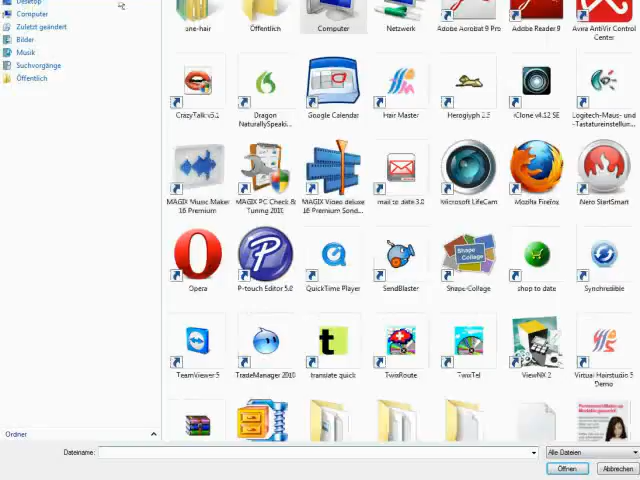 Desktop
Computer
Zuletzt geändert
Bilder
Musik
Suchvorgänge
Öffentlich
Ordner
ane-hair
Öffentlich
Computer
Netzwerk
Adobe Acrobat 9 Pro
Adobe Reader 9
Avira AntiVir Control
Center
CrazyTalk v5.1
Dragon
NaturallySpeaki...
Google Calendar
Hair Master
Heroglyph 2.5
iClone v4.12 SE
Logitech-Maus- und
-Tastatureinstellun...
MAGIX Music Maker
16 Premium
MAGIX PC Check &
Tuning 2010
MAGIX Video deluxe
16 Premium Sond...
mail to date 3.0
Microsoft LifeCam
Mozilla Firefox
Nero StartSmart
Opera
P-touch Editor 5.0
QuickTime Player
SendBlaster
Shape
Collage
Shape-Collage
shop to date
Synchredible
TeamViewer 5
TradeManager 2010
t
translate quick
TwixRoute
TwixTel
ViewNX 2
Virtual Hairstudio 5
Demo
Dateiname:
Alle Dateien
Öffnen
Abbrechen